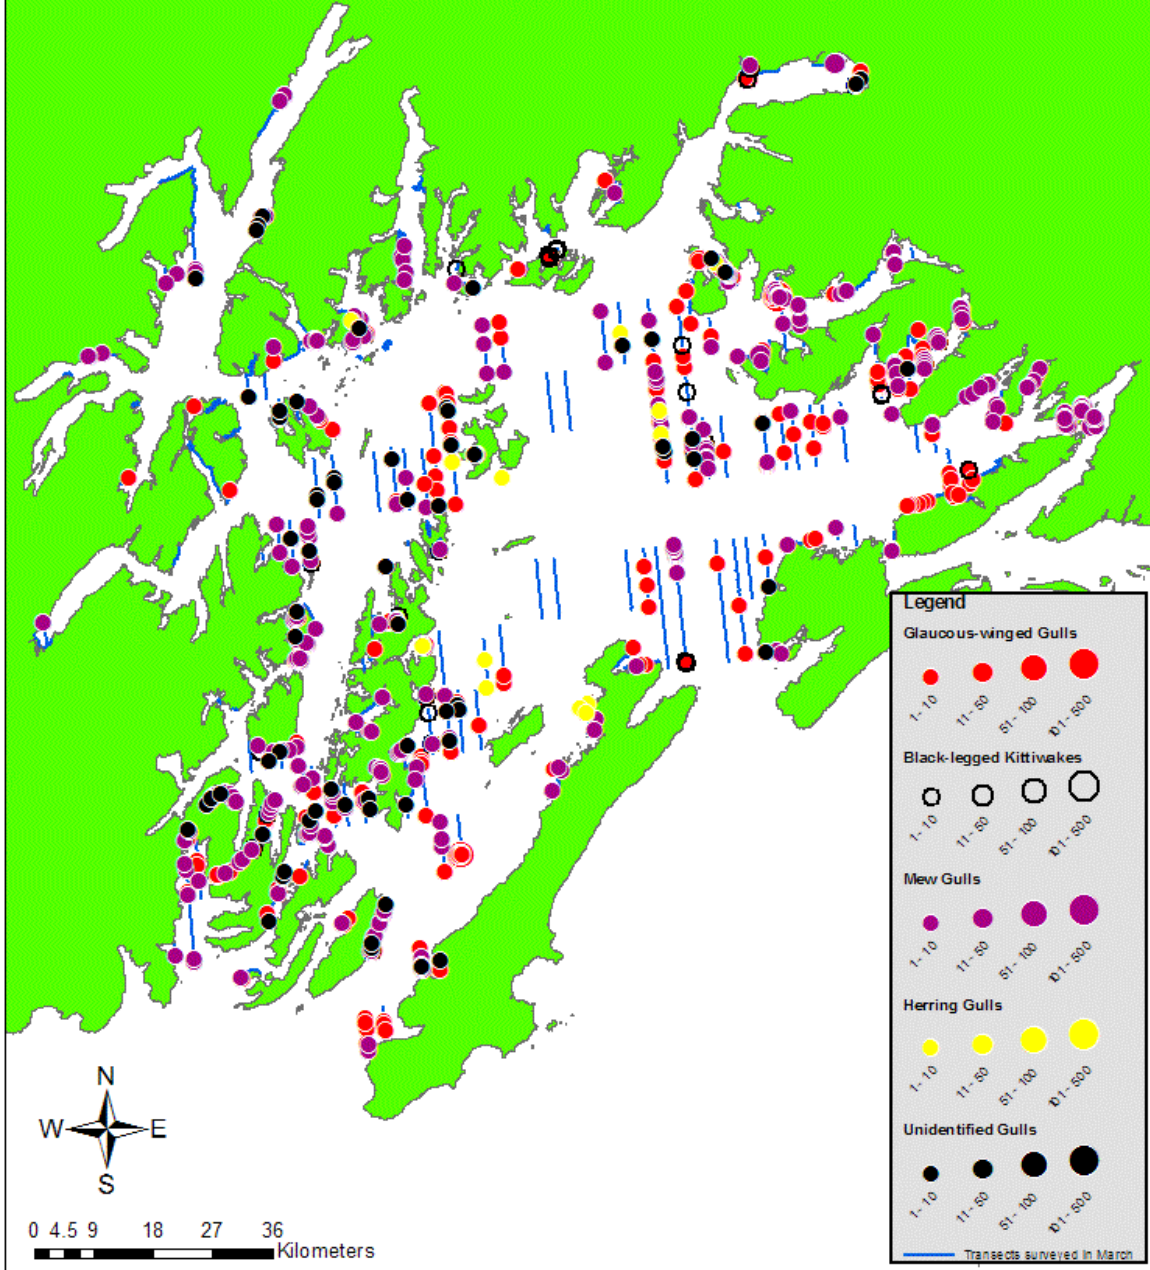 Legend
Glaucous-winged Gulls
1 - 10 11 - 50 51 - 100 101 - 500
Black-legged Kittiwakes
1 - 10 11 - 50 51 - 100 101 - 500
Mew Gulls
1 - 10 11 - 50 51 - 100 101 - 500
Herring Gulls
1 - 10 11 - 50 51 - 100 101 - 500
Unidentified Gulls
1 - 10 11 - 50 51 - 100 101 - 500
Transects surveyed in March
N
W E
S
0 4.5 9 18 27 36
Kilometers